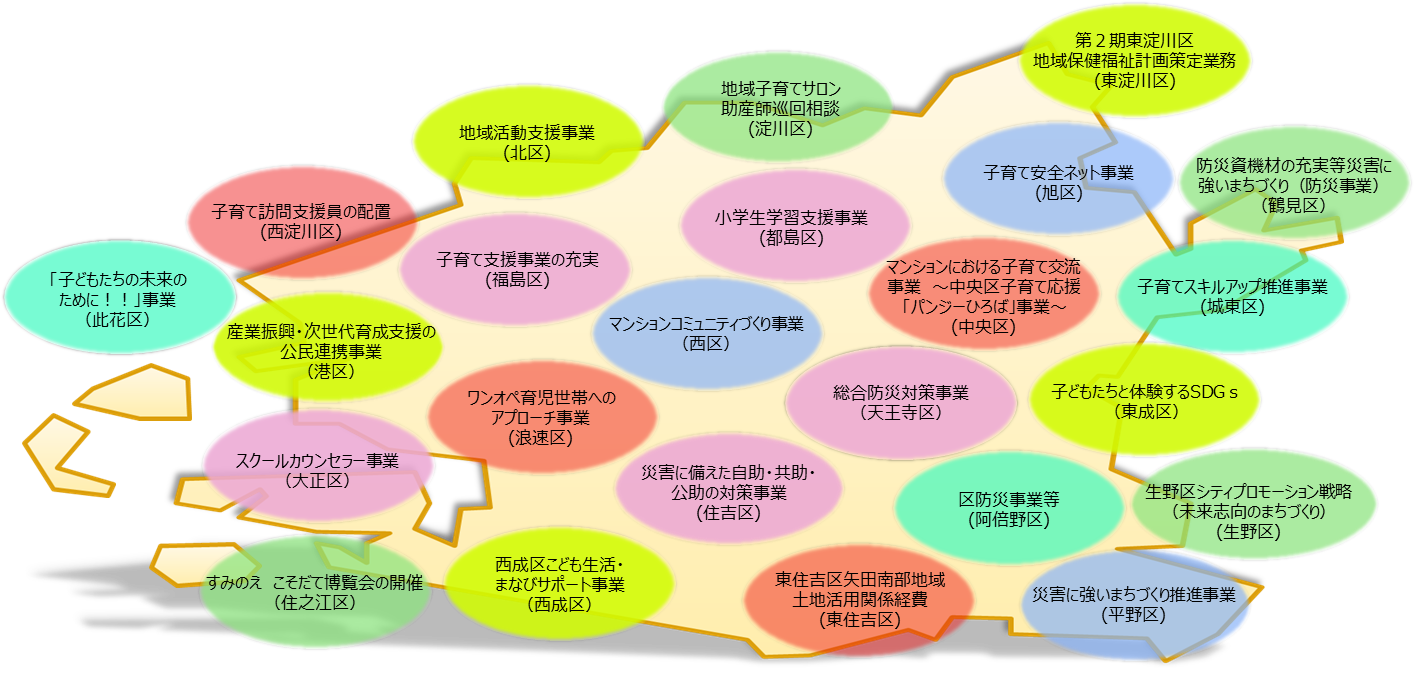 第２期東淀川区
地域保健福祉計画策定業務
(東淀川区)
地域子育てサロン
助産師巡回相談
(淀川区)
地域活動支援事業
(北区)
子育て安全ネット事業
(旭区)
防災資機材の充実等災害に
強いまちづくり（防災事業）
(鶴見区)
子育て訪問支援員の配置
(西淀川区)
小学生学習支援事業
(都島区)
子育て支援事業の充実
(福島区)
「子どもたちの未来の
ために！！」事業
(此花区)
マンションにおける子育て交流
事業　～中央区子育て応援
「パンジーひろば」事業～
(中央区)
子育てスキルアップ推進事業
(城東区)
産業振興・次世代育成支援の
公民連携事業
(港区)
マンションコミュニティづくり事業
(西区)
ワンオペ育児世帯への
アプローチ事業
(浪速区)
総合防災対策事業
(天王寺区)
子どもたちと体験するSDGｓ
(東成区)
スクールカウンセラー事業
(大正区)
災害に備えた自助・共助・
公助の対策事業
(住吉区)
区防災事業等
(阿倍野区)
生野区シティプロモーション戦略
（未来志向のまちづくり）
(生野区)
すみのえ　こそだて博覧会の開催
(住之江区)
西成区こども生活・
まなびサポート事業
(西成区)
東住吉区矢田南部地域
土地活用関係経費
(東住吉区)
災害に強いまちづくり推進事業
(平野区)